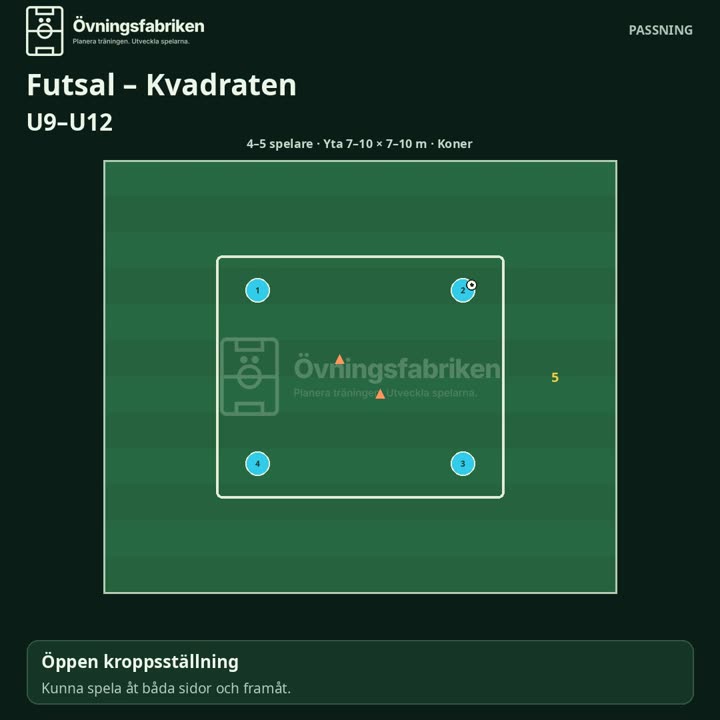 Övningsfabriken
Planera träningen. Utveckla spelarna.
PASSNING
Futsal – Kvadraten
U9–U12
4–5 spelare · Yta 7–10 × 7–10 m · Koner
1
2
Övningsfabriken
Planera träningen. Utveckla spelarna.
5
4
3
Öppen kroppsställning
Kunna spela åt båda sidor och framåt.